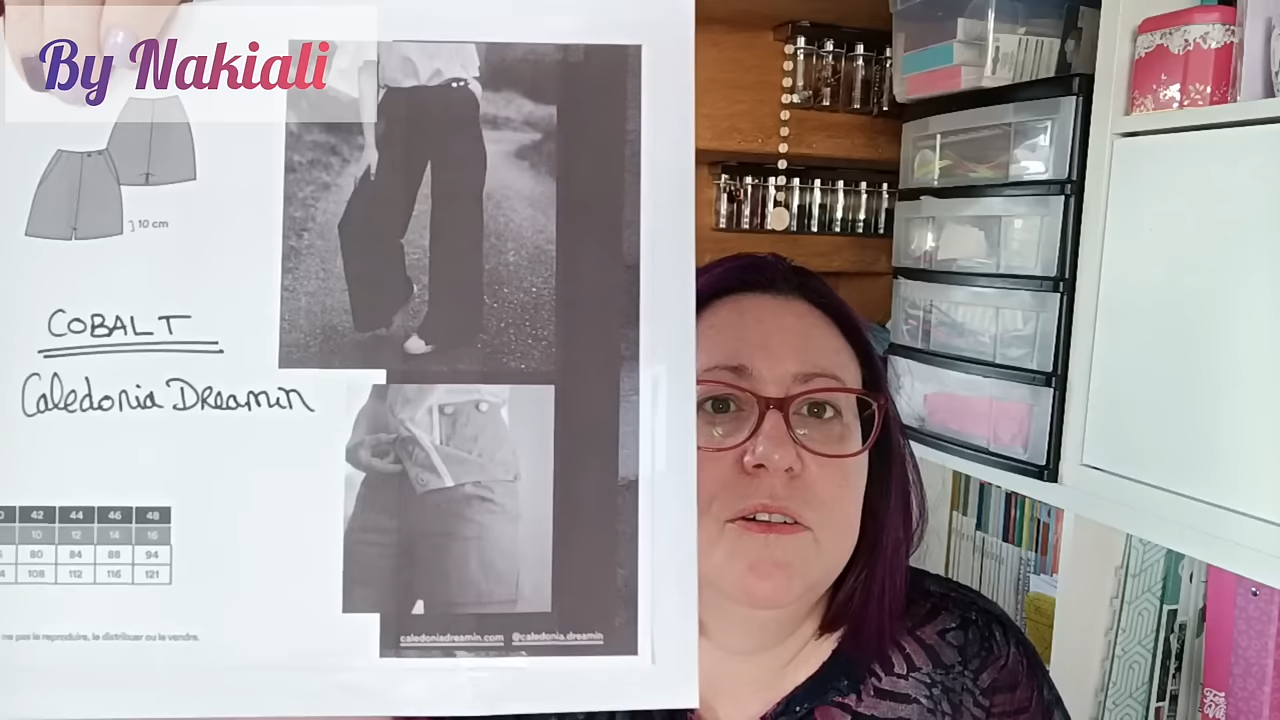 By Nakiali
10 cm
COBALT
Caledonia Dreamin
42 44 46 48
10 12 14 16
80 84 88 94
108 112 116 121
ne pas le reproduire, le distribuer ou le vendre.
caledoniadreamin.com @caledonia.dreamin